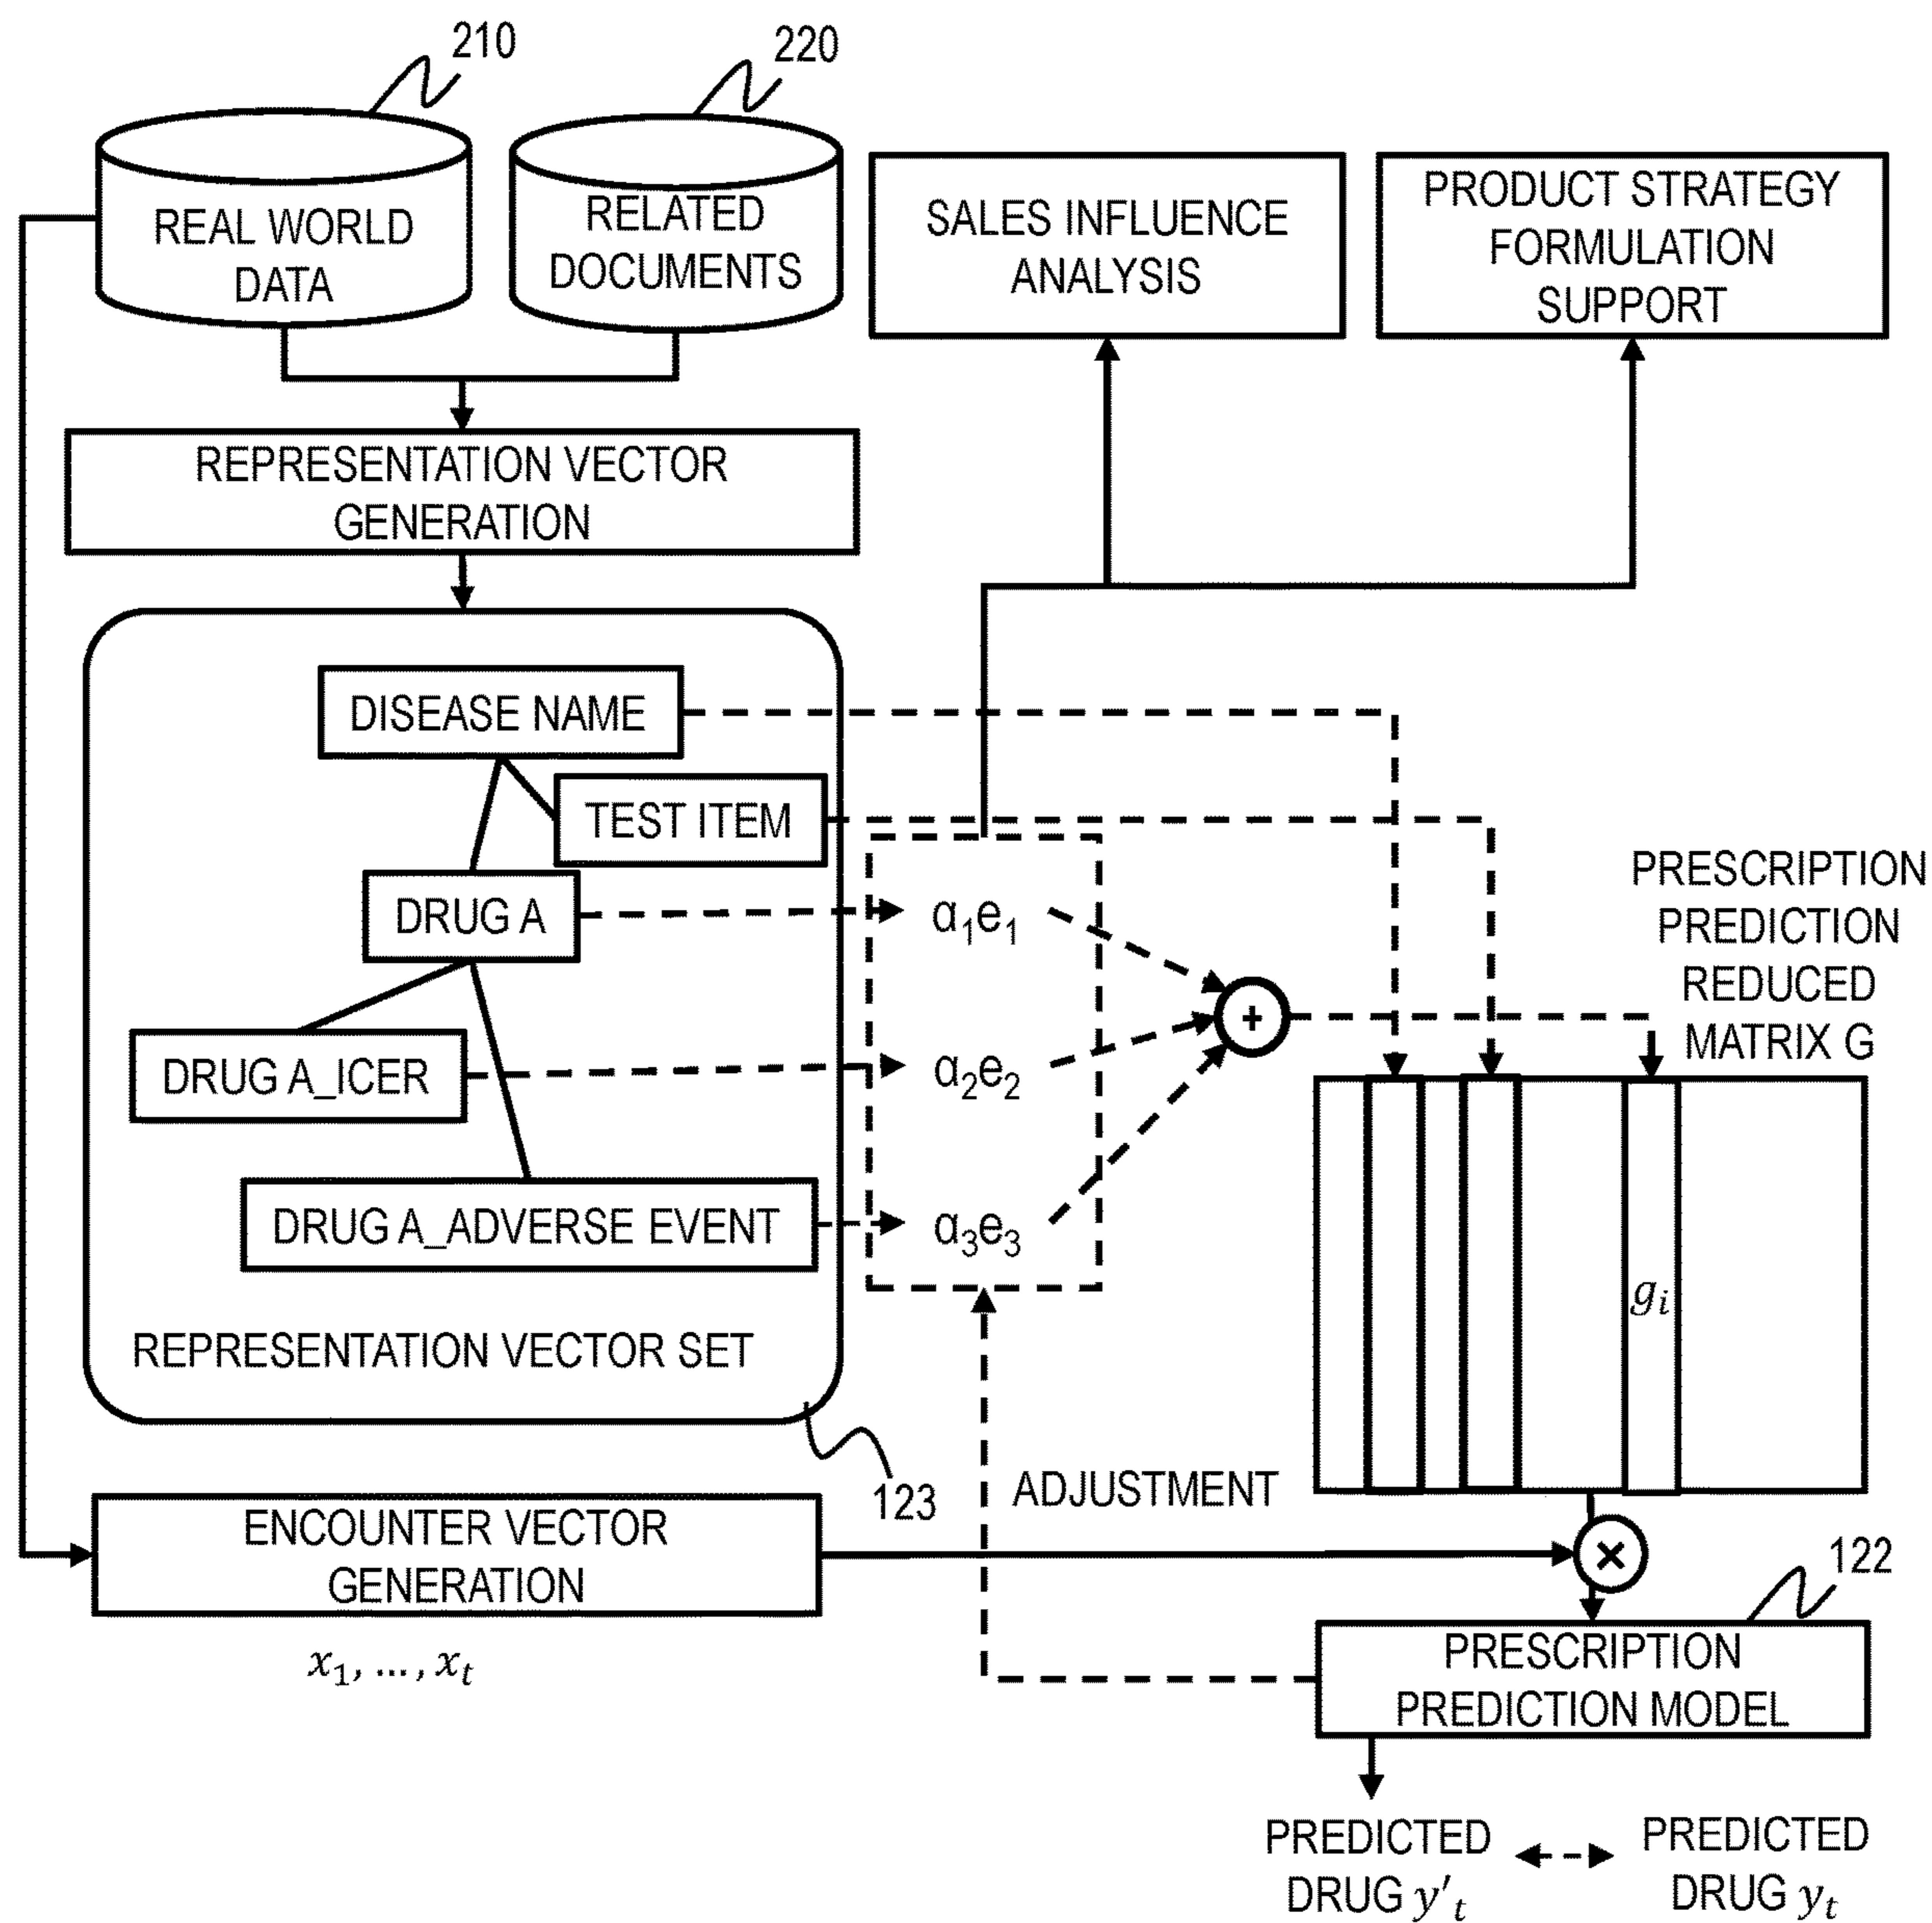 210
220
REAL WORLD
DATA
RELATED
DOCUMENTS
SALES INFLUENCE
ANALYSIS
PRODUCT STRATEGY
FORMULATION
SUPPORT
REPRESENTATION VECTOR
GENERATION
DISEASE NAME
TEST ITEM
DRUG A
DRUG A_ICER
DRUG A_ADVERSE EVENT
REPRESENTATION VECTOR SET
123
α₁e₁
α₂e₂
α₃e₃
+
PRESCRIPTION
PREDICTION
REDUCED
MATRIX G
gᵢ
ADJUSTMENT
ENCOUNTER VECTOR
GENERATION
x₁, ... , xₜ
×
122
PRESCRIPTION
PREDICTION MODEL
PREDICTED
DRUG y'ₜ
PREDICTED
DRUG yₜ